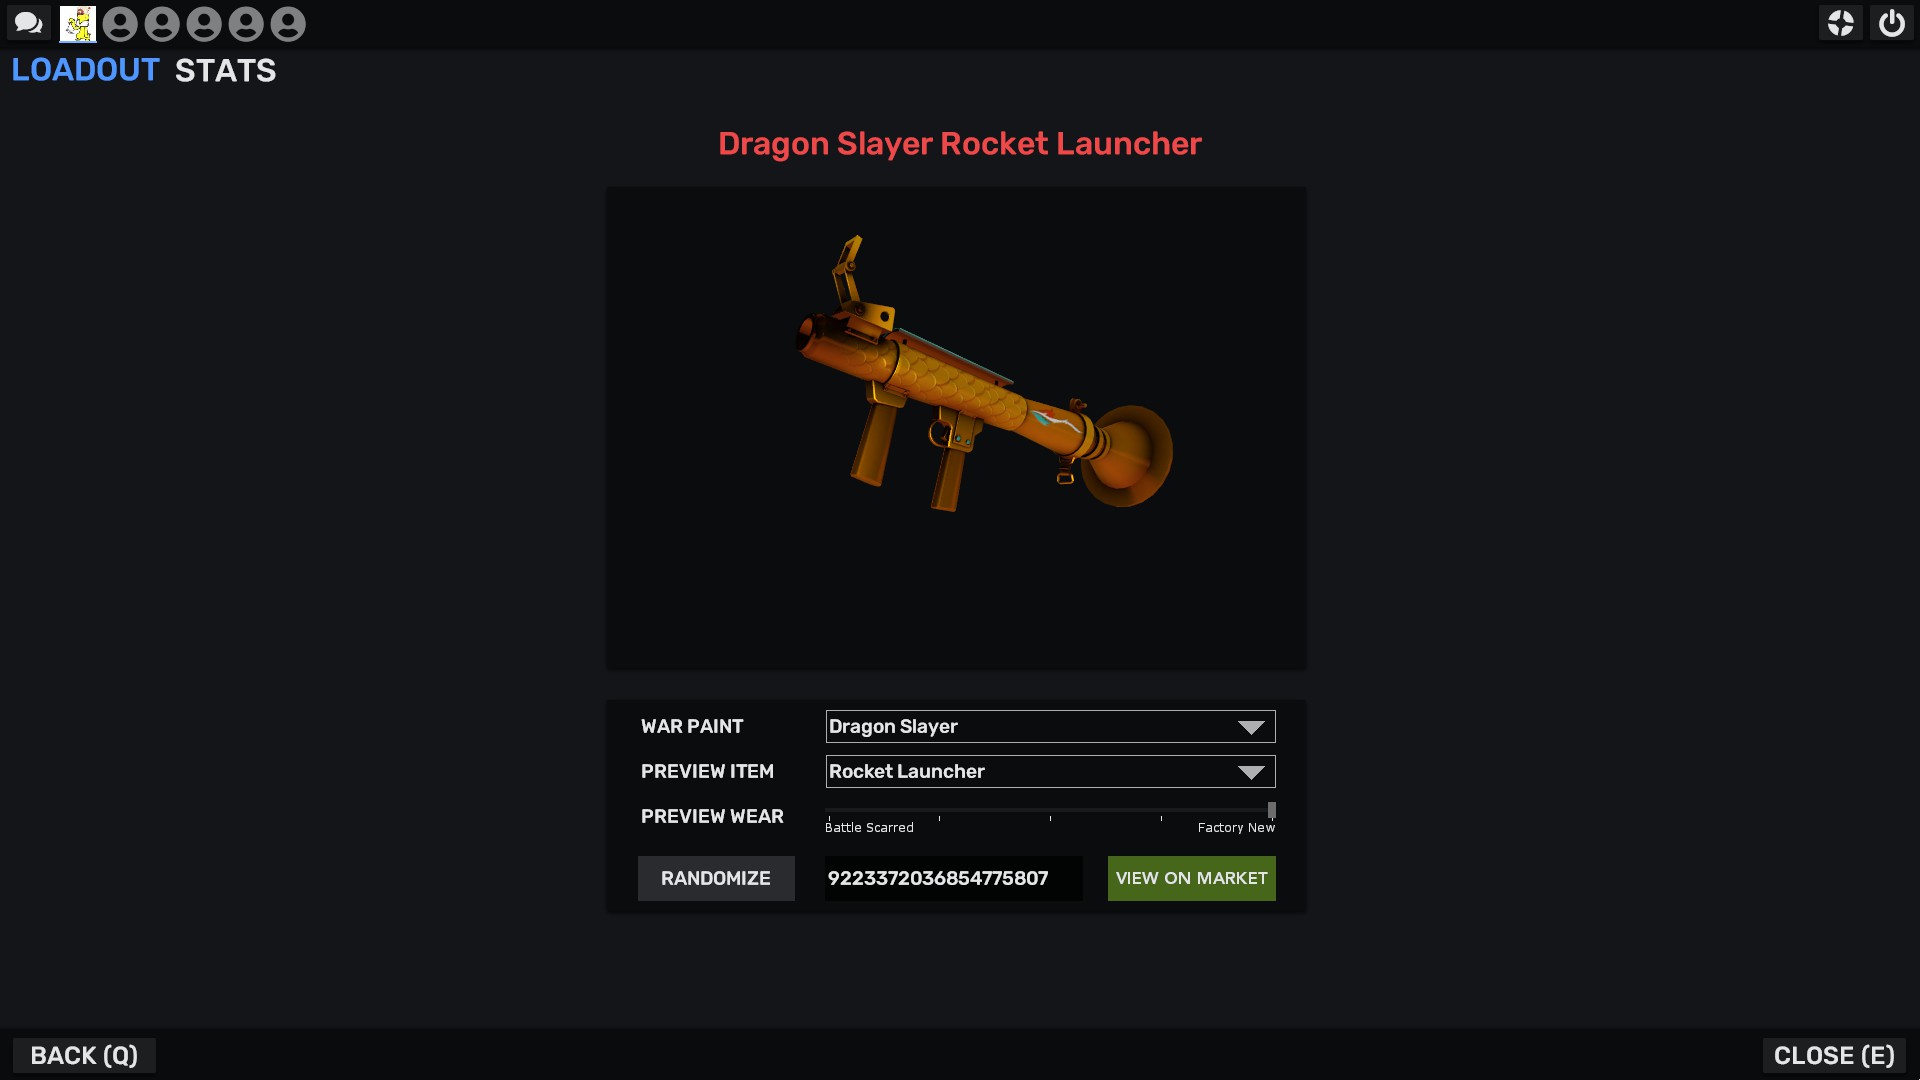 LOADOUT STATS
Dragon Slayer Rocket Launcher
WAR PAINT Dragon Slayer
PREVIEW ITEM Rocket Launcher
PREVIEW WEAR
Battle Scarred Factory New
RANDOMIZE 9223372036854775807 VIEW ON MARKET
BACK (Q) CLOSE (E)